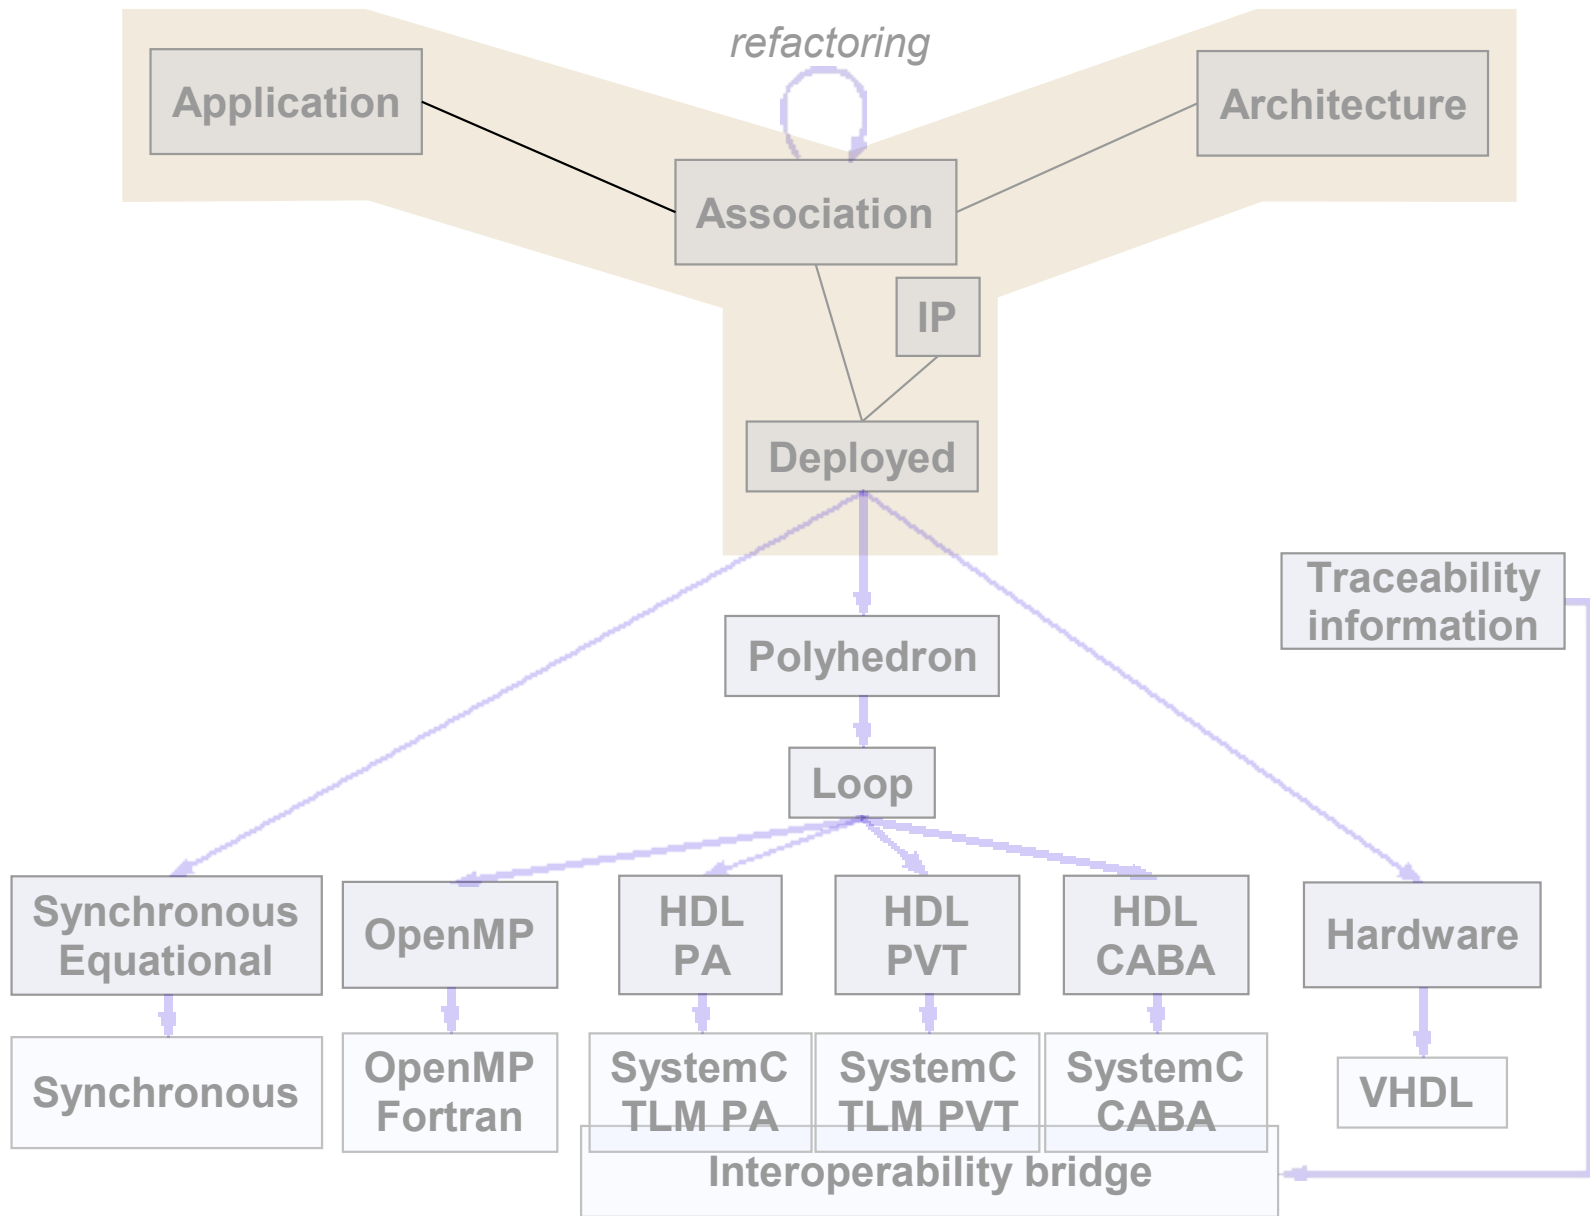 refactoring
Application
Architecture
Association
IP
Deployed
Traceability
information
Polyhedron
Loop
Synchronous
Equational
OpenMP
HDL
PA
HDL
PVT
HDL
CABA
Hardware
Synchronous
OpenMP
Fortran
SystemC
TLM PA
SystemC
TLM PVT
SystemC
CABA
VHDL
Interoperability bridge